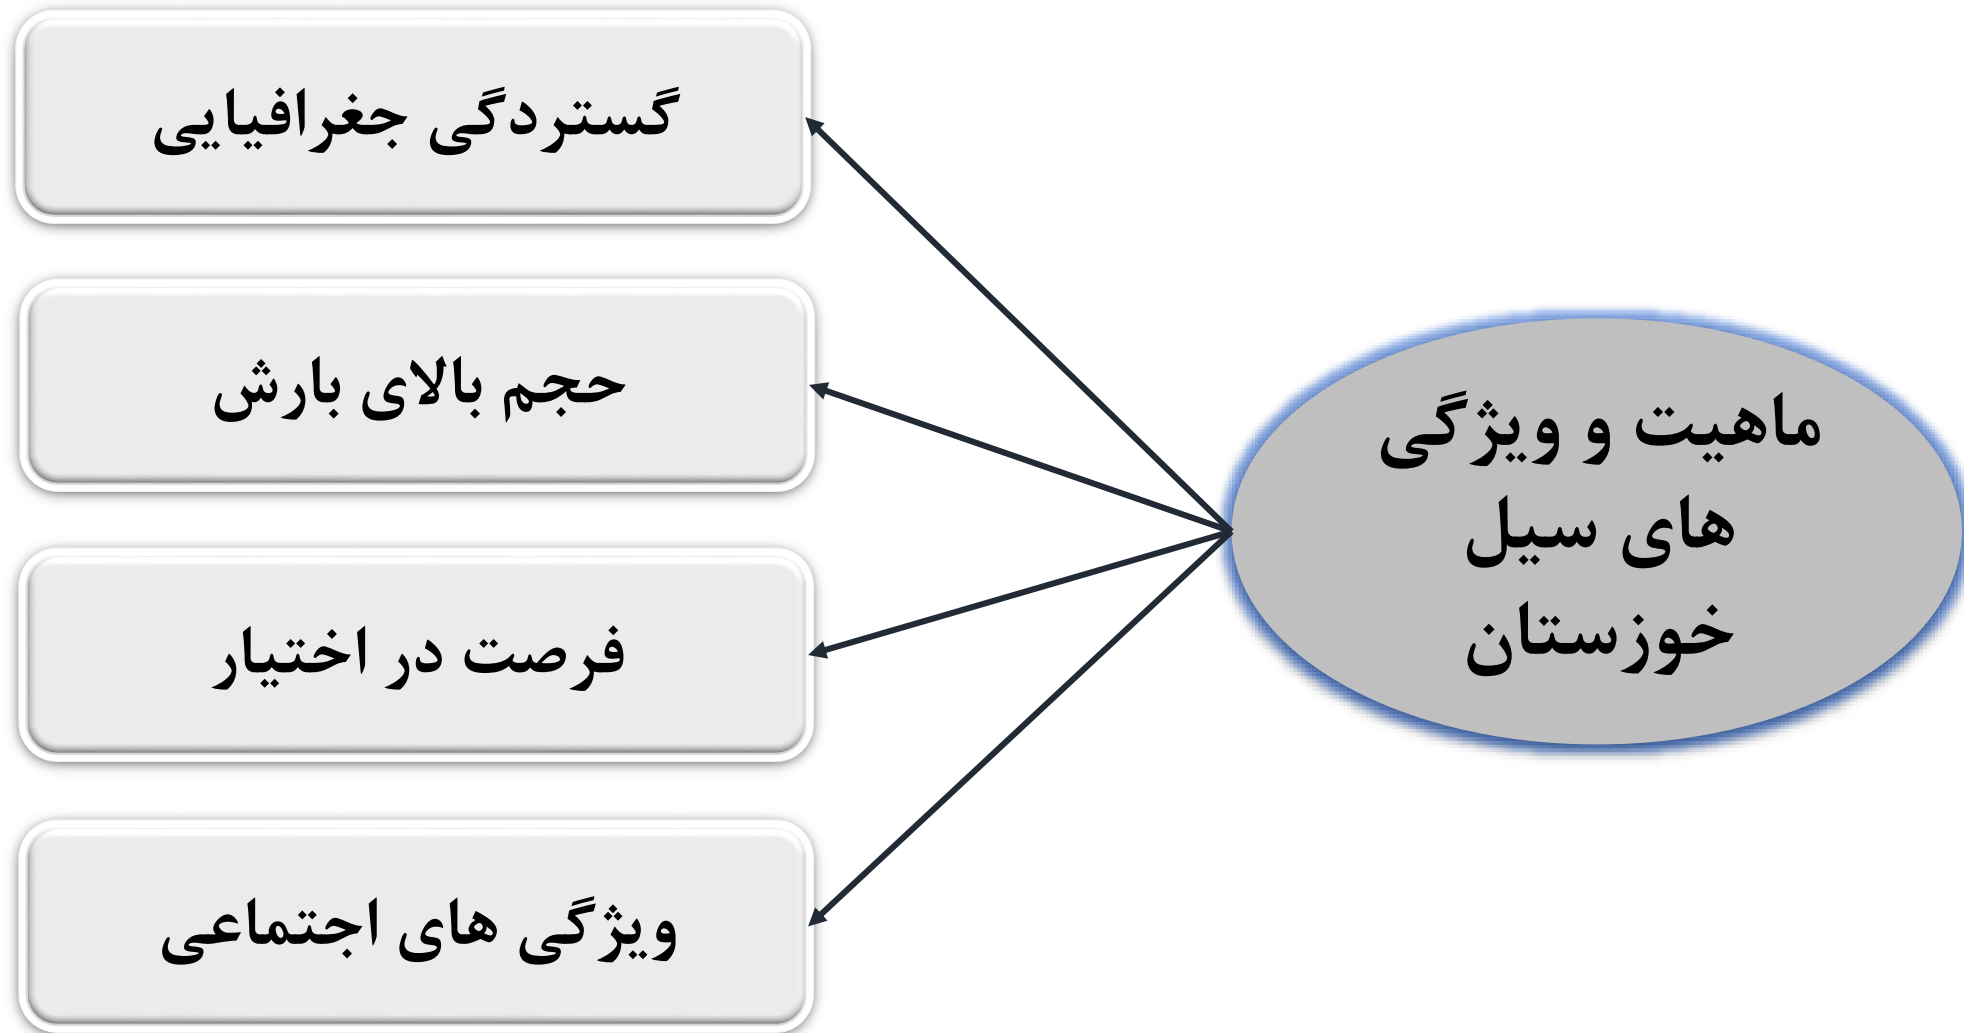 ماهیت و ویژگی
های سیل
خوزستان
گستردگی جغرافیایی
حجم بالای بارش
فرصت در اختیار
ویژگی های اجتماعی